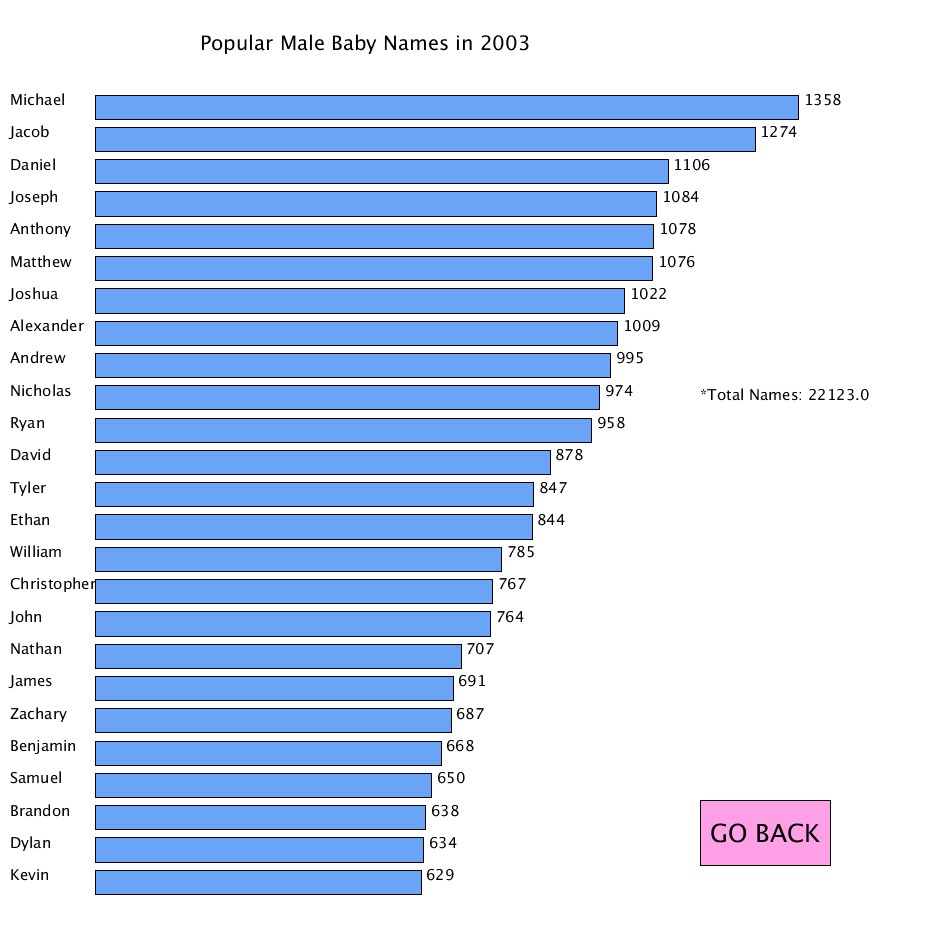 Popular Male Baby Names in 2003
Michael 1358
Jacob 1274
Daniel 1106
Joseph 1084
Anthony 1078
Matthew 1076
Joshua 1022
Alexander 1009
Andrew 995
Nicholas 974 *Total Names: 22123.0
Ryan 958
David 878
Tyler 847
Ethan 844
William 785
Christopher 767
John 764
Nathan 707
James 691
Zachary 687
Benjamin 668
Samuel 650
Brandon 638
GO BACK
Dylan 634
Kevin 629